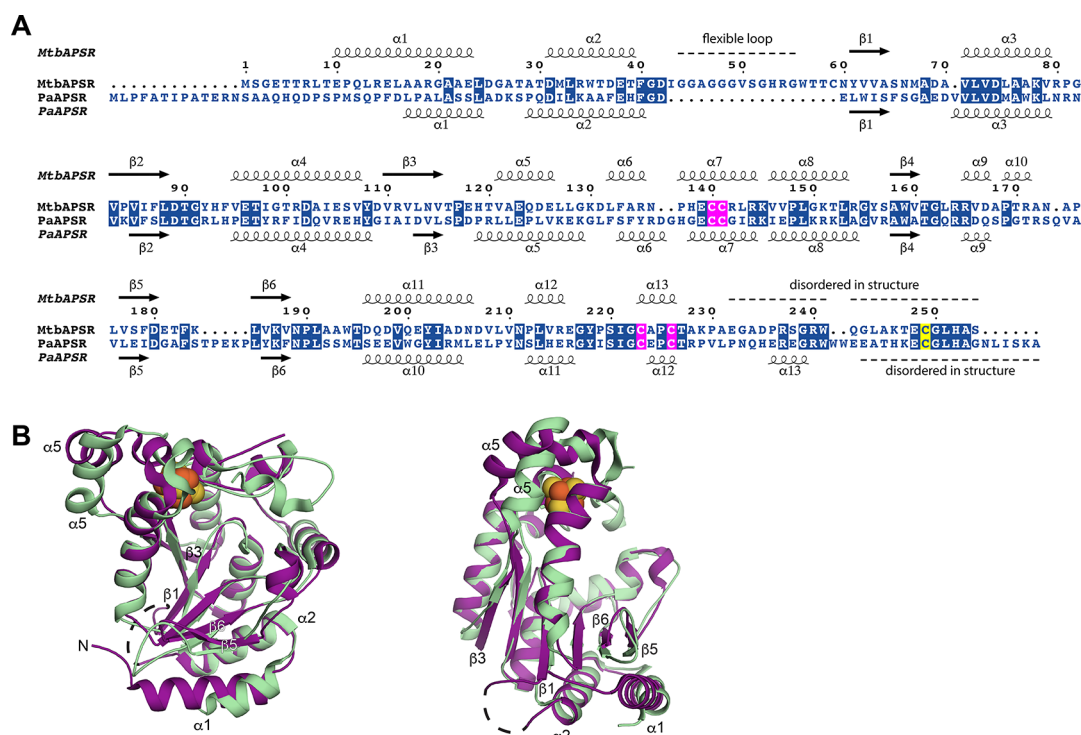 A
MtbAPSR α1 α2 flexible loop β1 α3
1 10 20 30 40 50 60 70 80
MtbAPSR .............MSGETTRLTEPQLRELAARGAAELDGATATDMLRWTDETFGDIGGAGGGVSGHRGWTTCNYVVASNMADA.VLVDLAAKVRPG
PaAPSR MLPFATIPATERNSAAQHQDPSPMSQPFDLPALASSLADKSPQDILKAAFEHFGD.................ELWISFSGAEDVVLVDMAWKLNRN
PaAPSR α1 α2 β1 α3
MtbAPSR β2 α4 β3 α5 α6 α7 α8 β4 α9 α10
90 100 110 120 130 140 150 160 170
MtbAPSR VPVIFLDTGYHFVETIGTRDAIESVYDVRVLNVTPEHTVAEQDELLGKDLFARN..PHECCRLRKVVPLGKTLRGYSAWVTGLRRVDAPTRAN.AP
PaAPSR VKVFSLDTGRLHPETYRFIDQVREHYGIAIDVLSPDPRLLEPLVKEKGLFSFYRDGHGECCGIRKIEPLKRKLAGVRAWATGQRRDQSPGTRSQVA
PaAPSR β2 α4 β3 α5 α6 α7 α8 β4 α9
MtbAPSR β5 β6 α11 α12 α13 disordered in structure
180 190 200 210 220 230 240 250
MtbAPSR LVSFDETFK......LVKVNPLAAWTDQDVQEYIADNDVLVNPLVREGYPSIGCAPCTAKPAEGADPRSGRW..QGLAKTECGLHAS......
PaAPSR VLEIDGAFSTPEKPLYKFNPLSSMTSEEVWGYIRMLELPYNSLHERGYISIGCEPCTRPVLPNQHEREGRWWWEEATHKECGLHAGNLISKA
PaAPSR β5 β6 α10 α11 α12 α13 disordered in structure
B
α5
α5
β3
β1
β6
β5
α2
N
α1
α5
α5
β6
β5
β3
β1
α2
α1